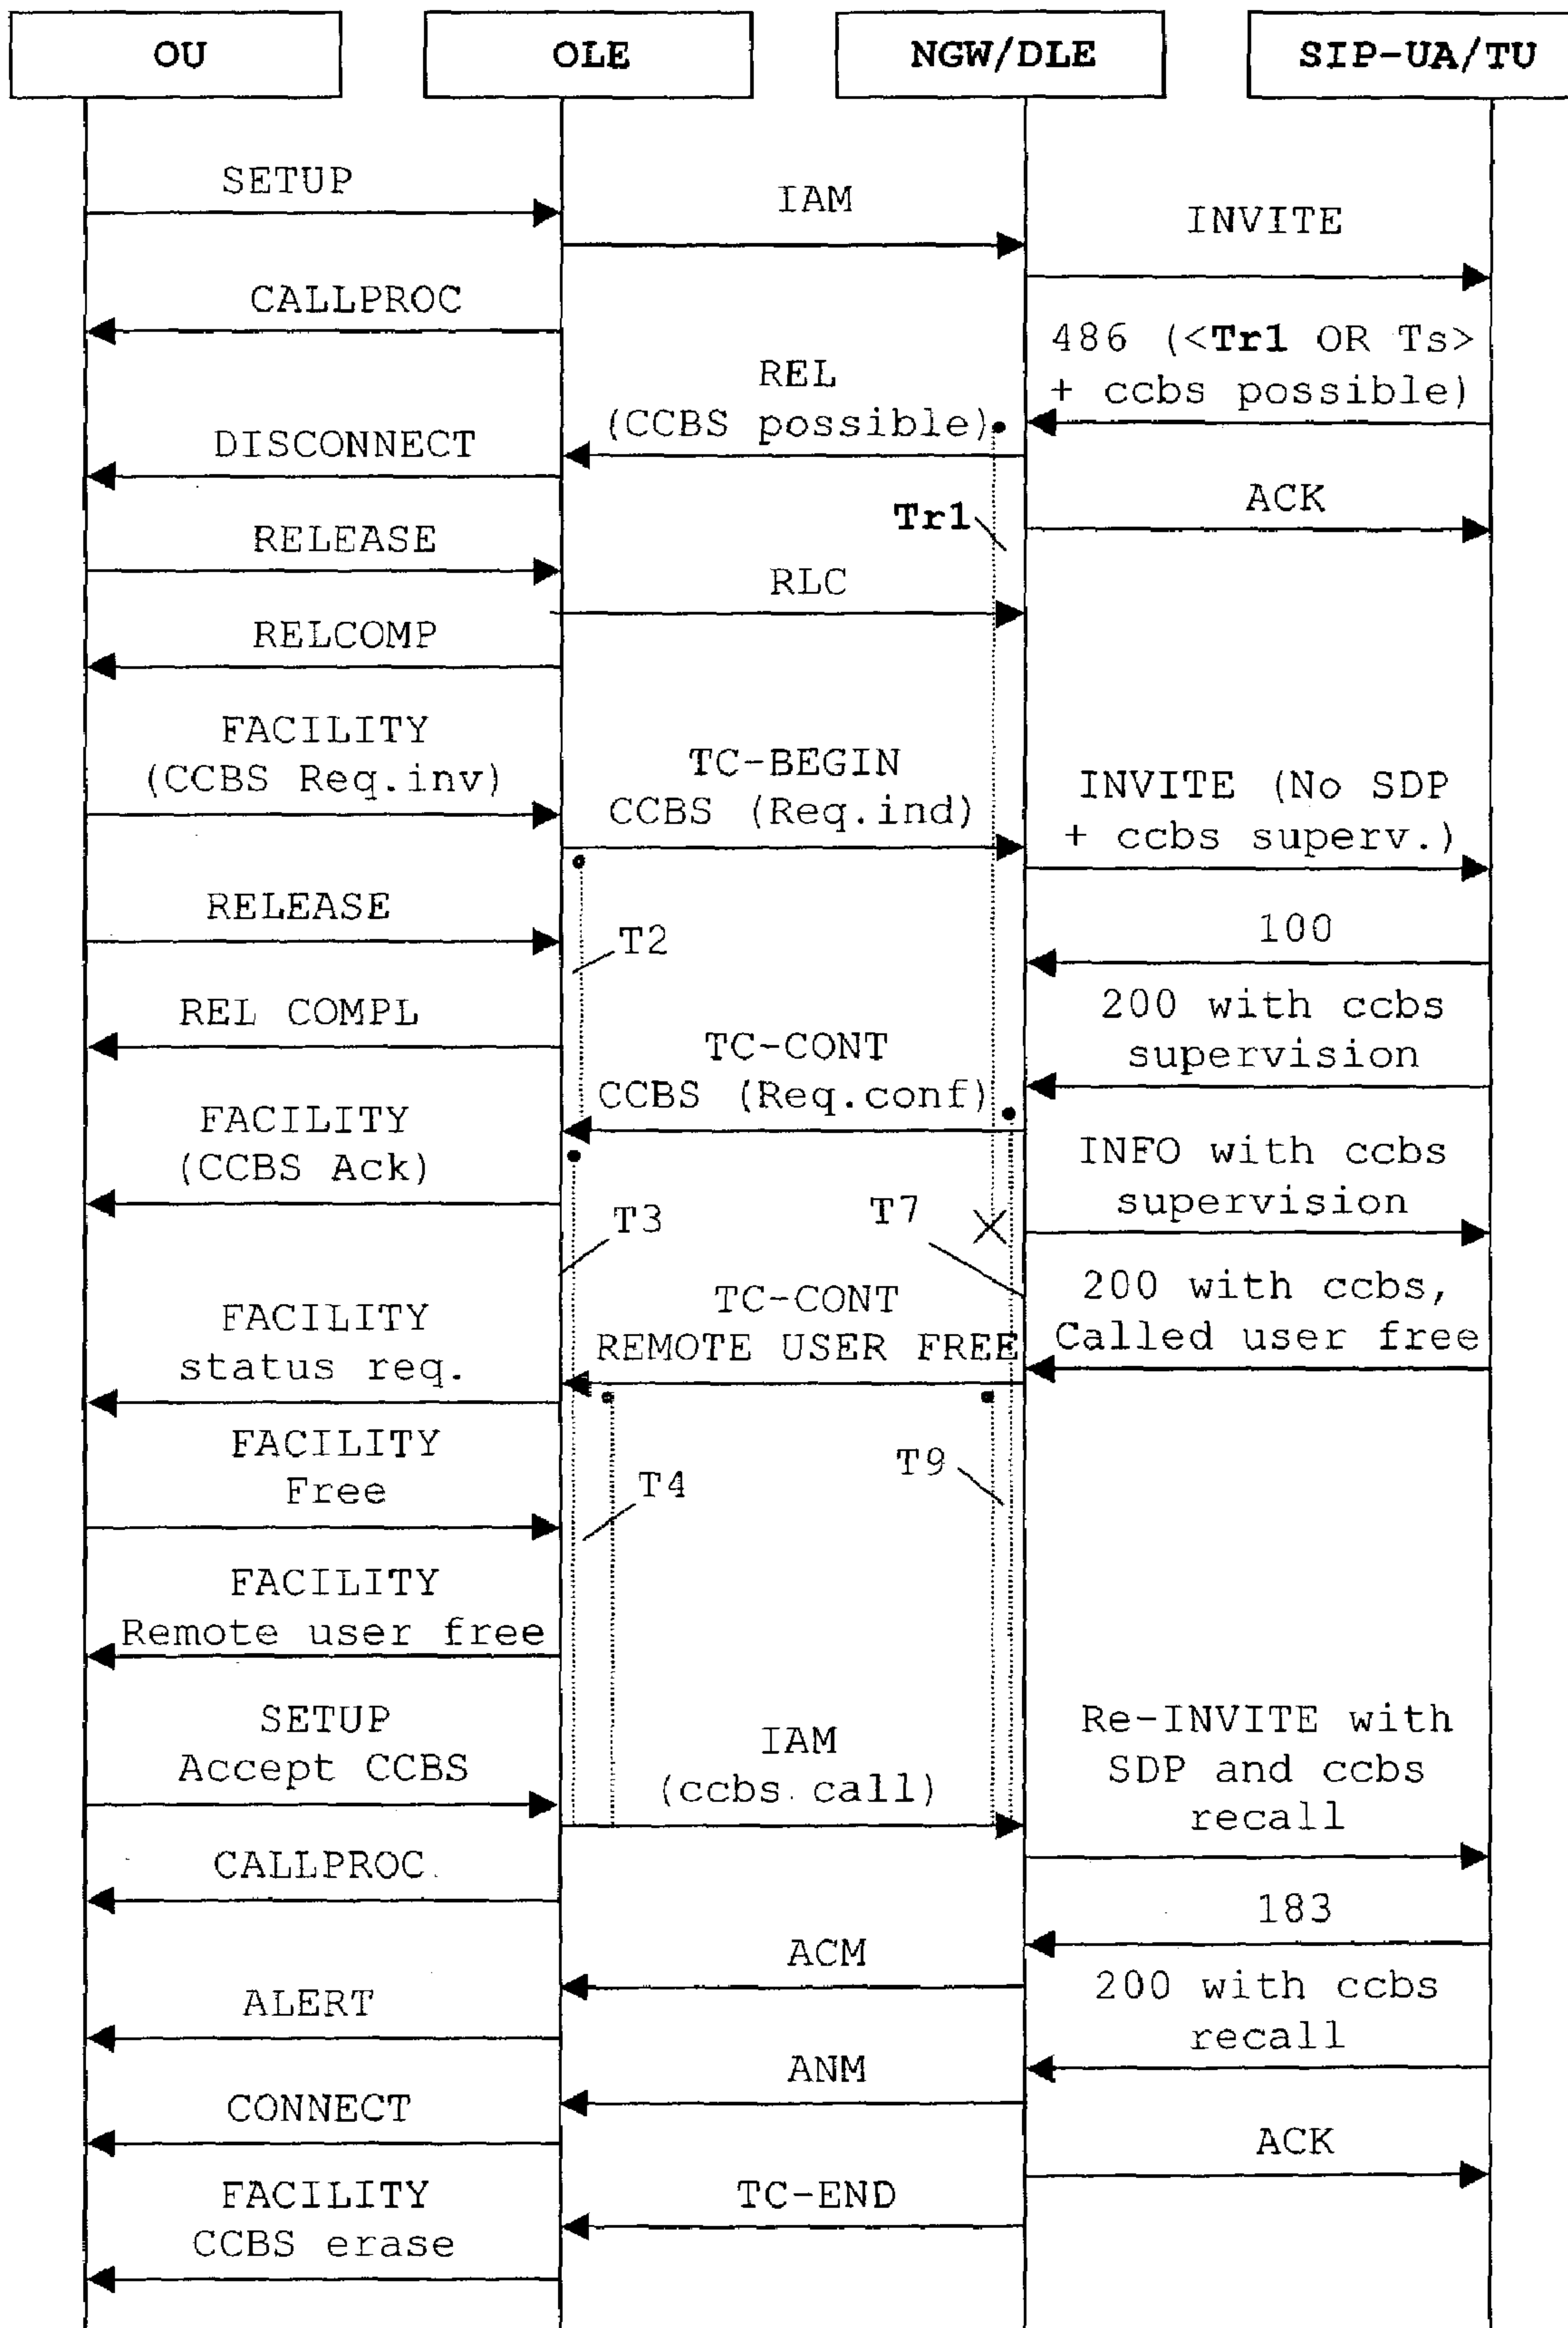 OU
OLE
NGW/DLE
SIP-UA/TU
SETUP
IAM
INVITE
CALLPROC
486 (<Tr1 OR Ts>
+ ccbs possible)
REL
(CCBS possible)
DISCONNECT
ACK
Tr1
RELEASE
RLC
RELCOMP
FACILITY
(CCBS Req.inv)
TC-BEGIN
CCBS (Req.ind)
INVITE (No SDP
+ ccbs superv.)
RELEASE
T2
100
REL COMPL
200 with ccbs
supervision
TC-CONT
CCBS (Req.conf)
FACILITY
(CCBS Ack)
INFO with ccbs
supervision
T3
T7
200 with ccbs,
Called user free
TC-CONT
REMOTE USER FREE
FACILITY
status req.
FACILITY
Free
T4
T9
FACILITY
Remote user free
SETUP
Accept CCBS
IAM
(ccbs call)
Re-INVITE with
SDP and ccbs
recall
CALLPROC
183
ACM
200 with ccbs
recall
ALERT
ANM
CONNECT
ACK
FACILITY
CCBS erase
TC-END